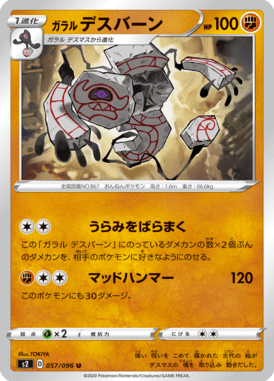 1進化
ガラル デスバーン
HP 100
ガラル デスマスから進化
全国図鑑NO.867 おんねんポケモン 高さ：1.6m 重さ：66.6kg
うらみをばらまく
この「ガラル デスバーン」にのっているダメカンの数×2個ぶん
のダメカンを、相手のポケモンに好きなようにのせる。
マッドハンマー 120
このポケモンにも30ダメージ。
弱点 ×2 抵抗力 にげる
Illus. TOKIYA
S2 D 057/096 U
強い 呪いを こめて 描かれた 古代の 絵が
デスマスの 魂を 取り込み 動きだした。
©2020 Pokémon/Nintendo/Creatures/GAME FREAK.